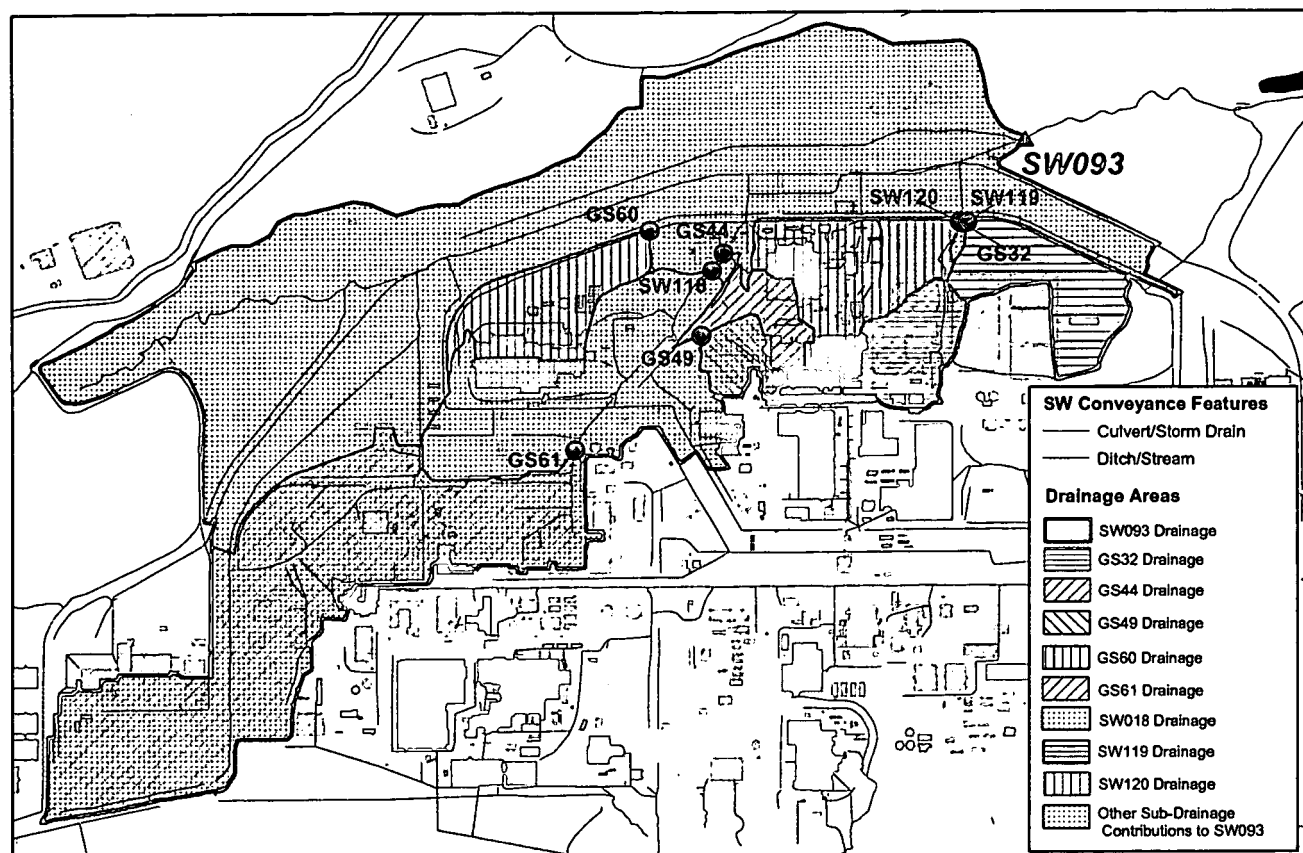 SW093
SW120
SW119
GS60
GS44
GS32
SW118
GS49
GS61
SW Conveyance Features
Culvert/Storm Drain
Ditch/Stream
Drainage Areas
SW093 Drainage
GS32 Drainage
GS44 Drainage
GS49 Drainage
GS60 Drainage
GS61 Drainage
SW018 Drainage
SW119 Drainage
SW120 Drainage
Other Sub-Drainage
Contributions to SW093